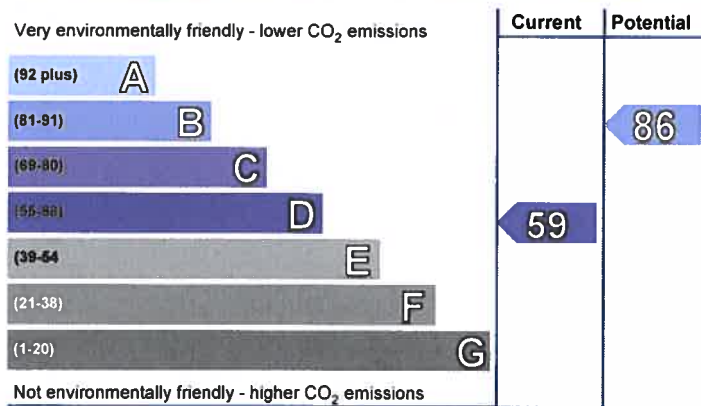 Current Potential
Very environmentally friendly - lower CO₂ emissions
(92 plus) A
(81-91) B
86
(69-80) C
(55-68) D
59
(39-54 E
(21-38) F
(1-20) G
Not environmentally friendly - higher CO₂ emissions